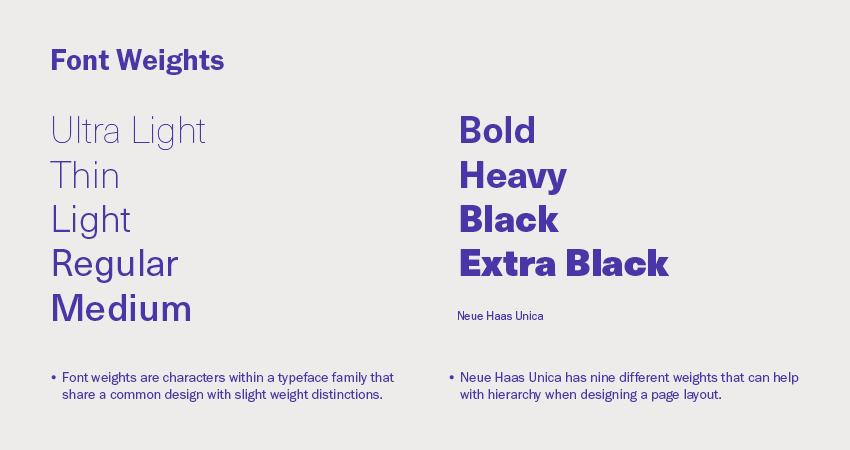 Font Weights
Ultra Light
Thin
Light
Regular
Medium
Bold
Heavy
Black
Extra Black
Neue Haas Unica
• Font weights are characters within a typeface family that
share a common design with slight weight distinctions.
• Neue Haas Unica has nine different weights that can help
with hierarchy when designing a page layout.